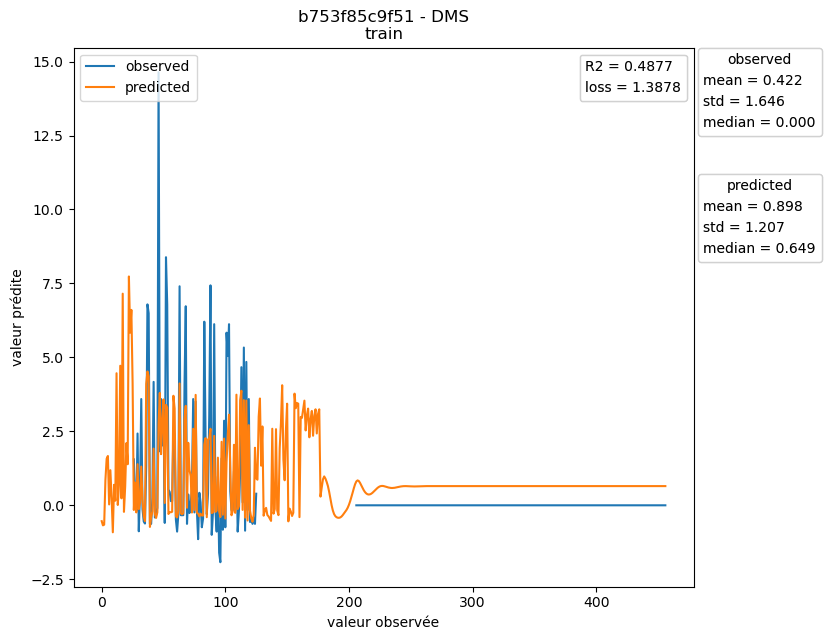 b753f85c9f51 - DMS
train
observed
predicted
R2 = 0.4877
loss = 1.3878
observed
mean = 0.422
std = 1.646
median = 0.000
predicted
mean = 0.898
std = 1.207
median = 0.649
15.0
12.5
10.0
7.5
5.0
2.5
0.0
−2.5
valeur prédite
0
100
200
300
400
valeur observée